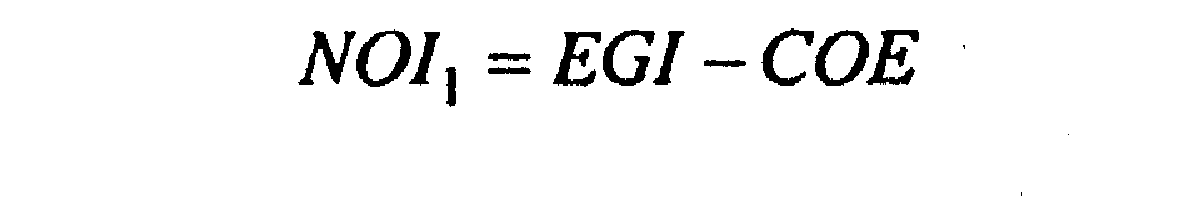 NOI₁ = EGI – COE